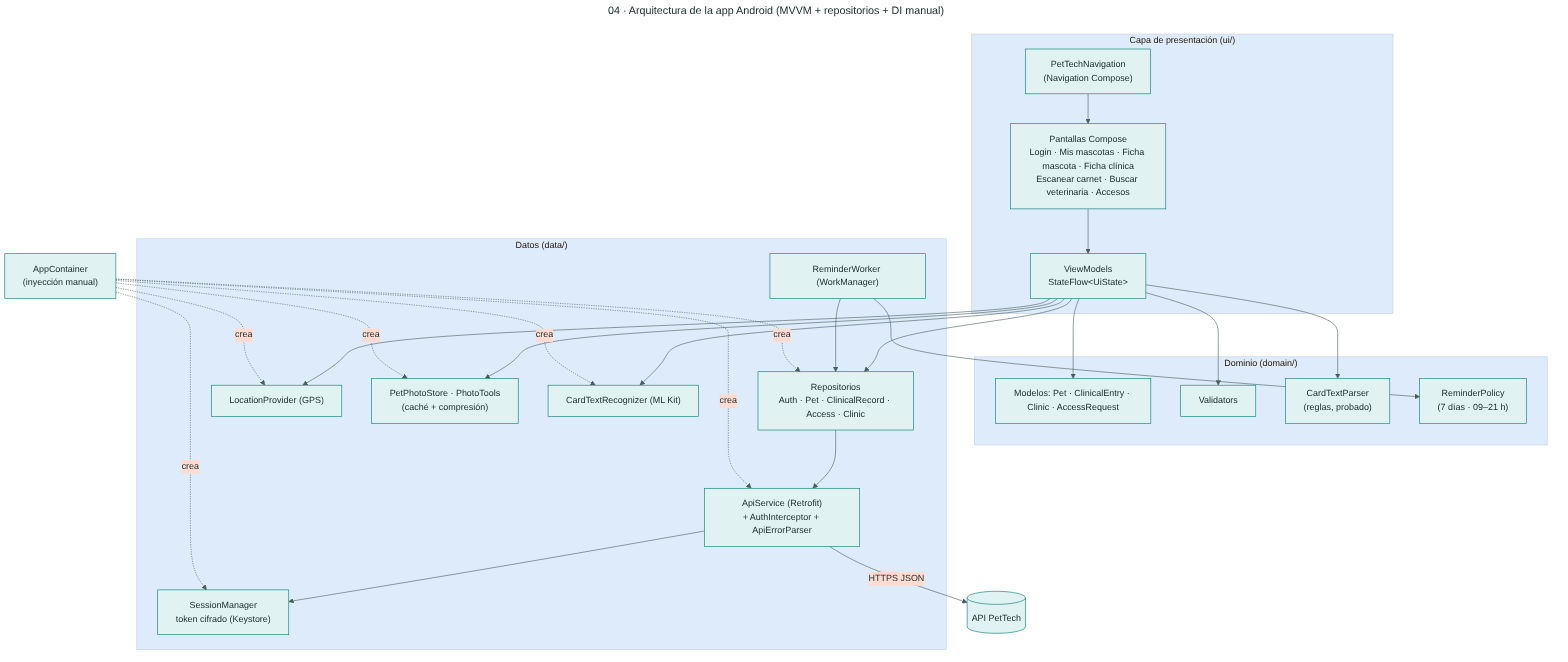 04 · Arquitectura de la app Android (MVVM + repositorios + DI manual)
Capa de presentación (ui/)
PetTechNavigation
(Navigation Compose)
Pantallas Compose
Login · Mis mascotas · Ficha
mascota · Ficha clínica
Escanear carnet · Buscar
veterinaria · Accesos
ViewModels
StateFlow<UiState>
AppContainer
(inyección manual)
Datos (data/)
ReminderWorker
(WorkManager)
crea
crea
crea
crea
crea
crea
LocationProvider (GPS)
PetPhotoStore · PhotoTools
(caché + compresión)
CardTextRecognizer (ML Kit)
Repositorios
Auth · Pet · ClinicalRecord ·
Access · Clinic
Dominio (domain/)
Modelos: Pet · ClinicalEntry ·
Clinic · AccessRequest
Validators
CardTextParser
(reglas, probado)
ReminderPolicy
(7 días · 09–21 h)
ApiService (Retrofit)
+ AuthInterceptor +
ApiErrorParser
HTTPS JSON
SessionManager
token cifrado (Keystore)
API PetTech